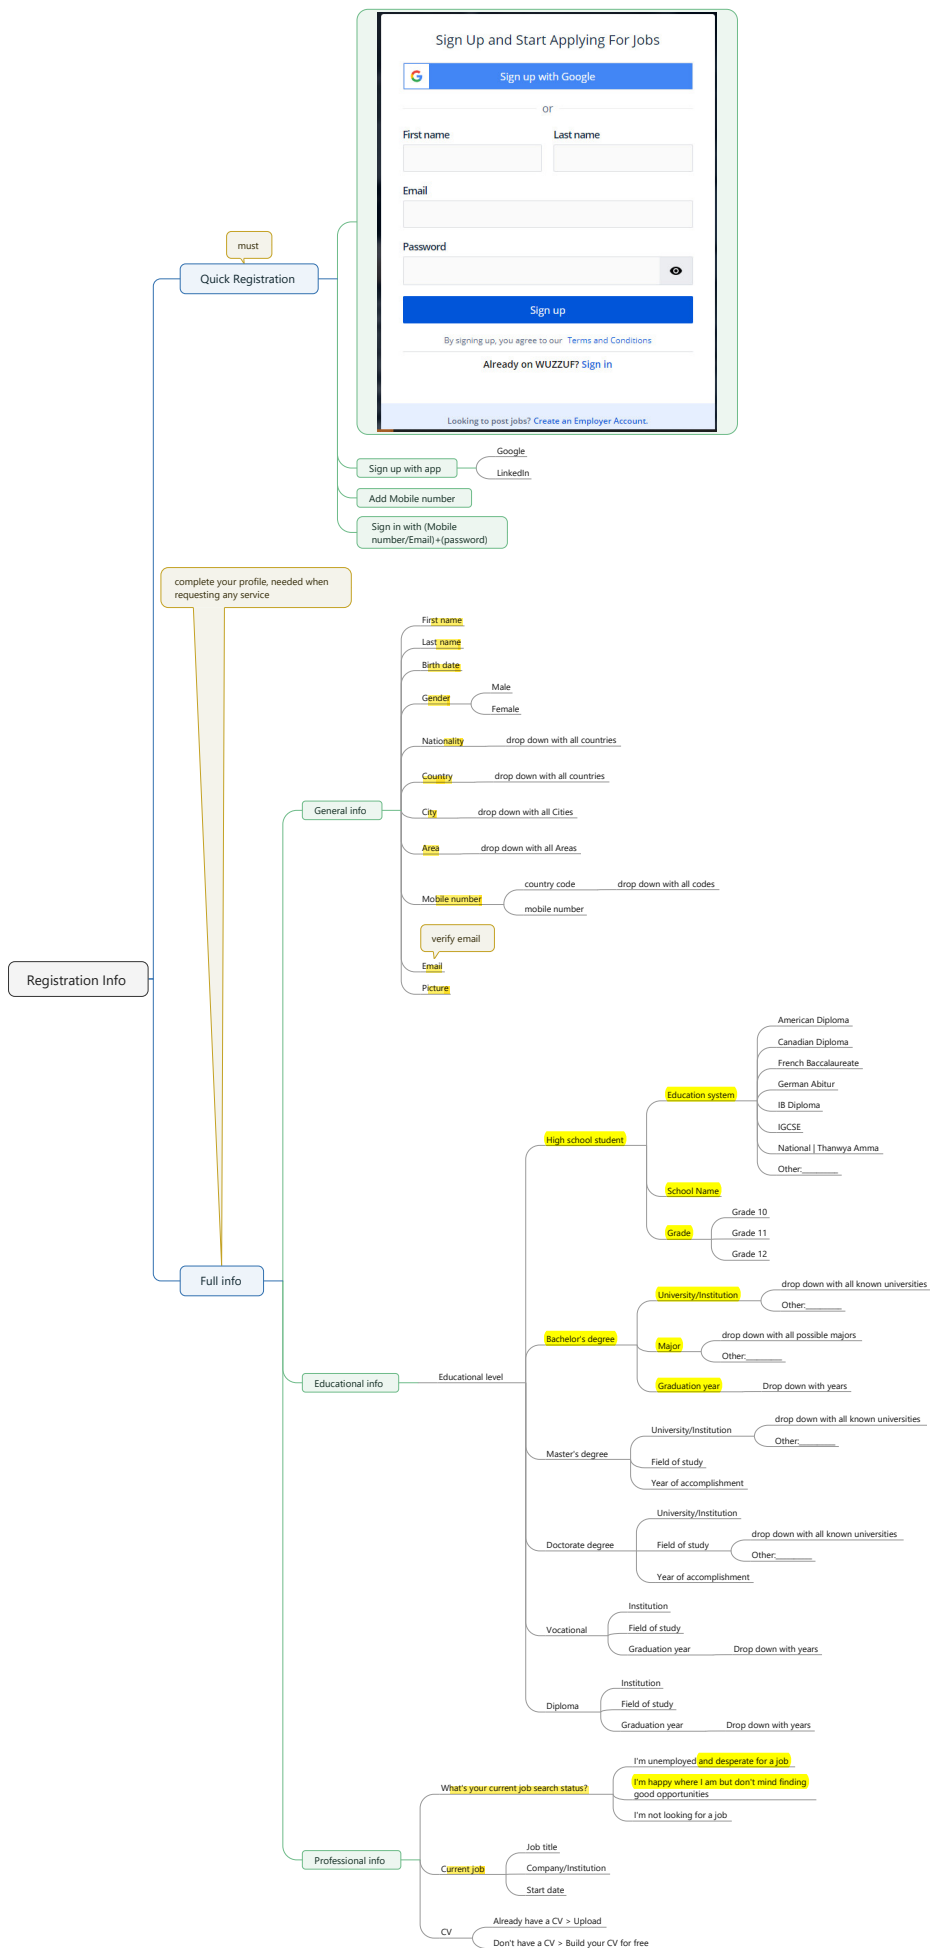 Sign Up and Start Applying For Jobs
Sign up with Google
or
First name
Last name
Email
Password
Sign up
By signing up, you agree to our Terms and Conditions
Already on WUZZUF? Sign in
Looking to post jobs? Create an Employer Account.
must
Quick Registration
Google
Sign up with app
LinkedIn
Add Mobile number
Sign in with (Mobile
number/Email)+(password)
complete your profile, needed when
requesting any service
First name
Last name
Birth date
Male
Gender
Female
Nationality
drop down with all countries
Country
drop down with all countries
General info
City
drop down with all Cities
Area
drop down with all Areas
country code
drop down with all codes
Mobile number
mobile number
verify email
Email
Picture
Registration Info
American Diploma
Canadian Diploma
French Baccalaureate
German Abitur
Education system
IB Diploma
IGCSE
High school student
National | Thanwya Amma
Other:________
School Name
Grade 10
Grade
Grade 11
Grade 12
Full info
drop down with all known universities
University/Institution
Other:________
Bachelor's degree
drop down with all possible majors
Major
Other:________
Graduation year
Drop down with years
Educational info
Educational level
drop down with all known universities
University/Institution
Other:________
Master's degree
Field of study
Year of accomplishment
University/Institution
drop down with all known universities
Doctorate degree
Field of study
Other:________
Year of accomplishment
Institution
Vocational
Field of study
Graduation year
Drop down with years
Institution
Diploma
Field of study
Graduation year
Drop down with years
I'm unemployed and desperate for a job
What's your current job search status?
I'm happy where I am but don't mind finding
good opportunities
I'm not looking for a job
Professional info
Job title
Current job
Company/Institution
Start date
Already have a CV > Upload
CV
Don't have a CV > Build your CV for free